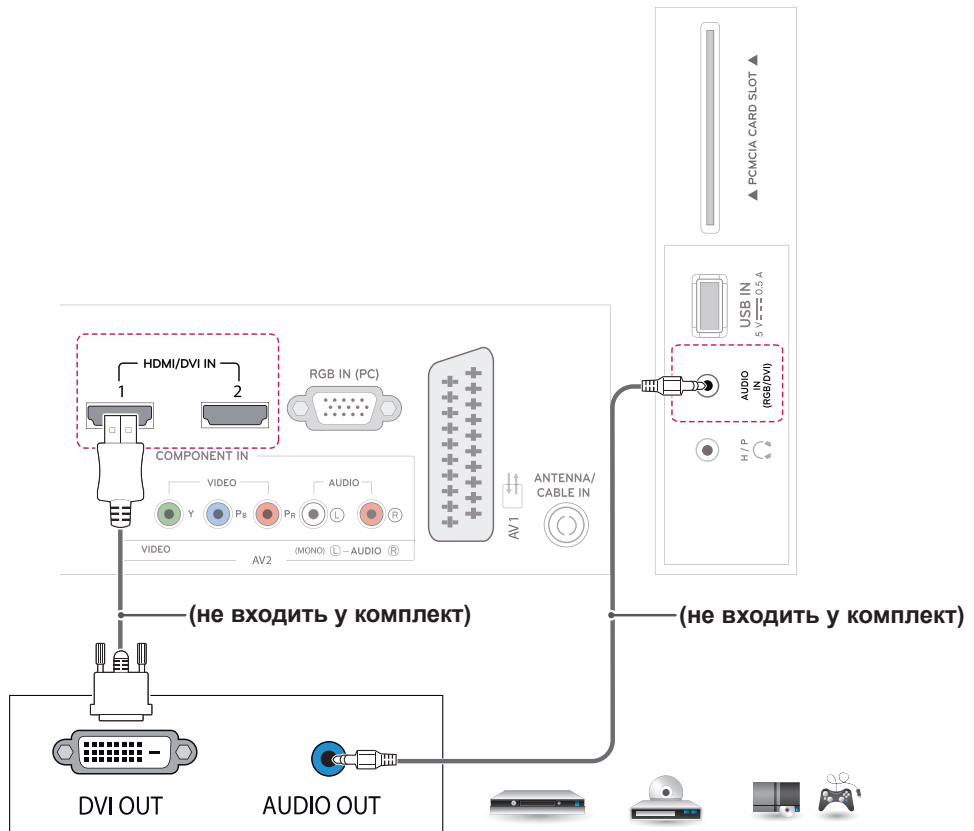 ▲ PCMCIA CARD SLOT ▲
USB IN
5 V 0.5 A
AUDIO
IN
(RGB/DVI)
H / P
HDMI/DVI IN
1 2
RGB IN (PC)
COMPONENT IN
VIDEO AUDIO
Y PB PR L R
VIDEO (MONO) L - AUDIO R
AV2
AV1
ANTENNA/
CABLE IN
(не входить у комплект)
(не входить у комплект)
DVI OUT
AUDIO OUT